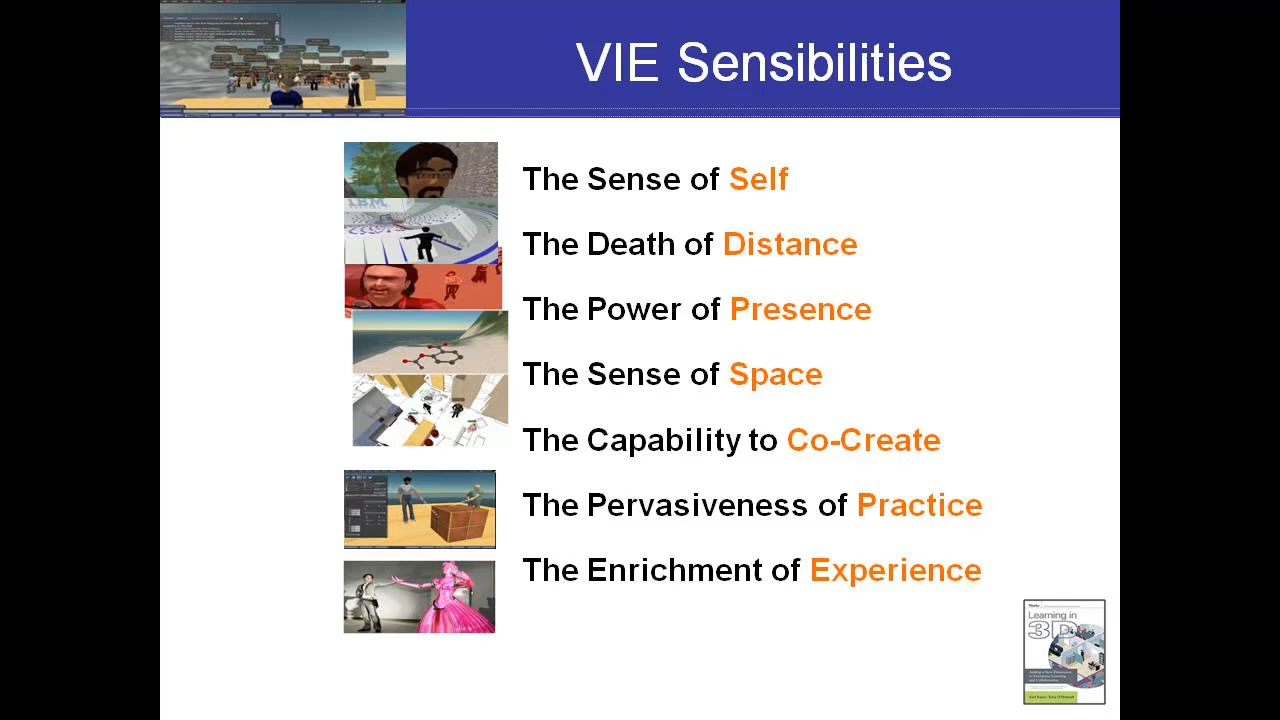 VIE Sensibilities
IBM
The Sense of Self
The Death of Distance
The Power of Presence
The Sense of Space
The Capability to Co-Create
The Pervasiveness of Practice
The Enrichment of Experience
Learning in
3D